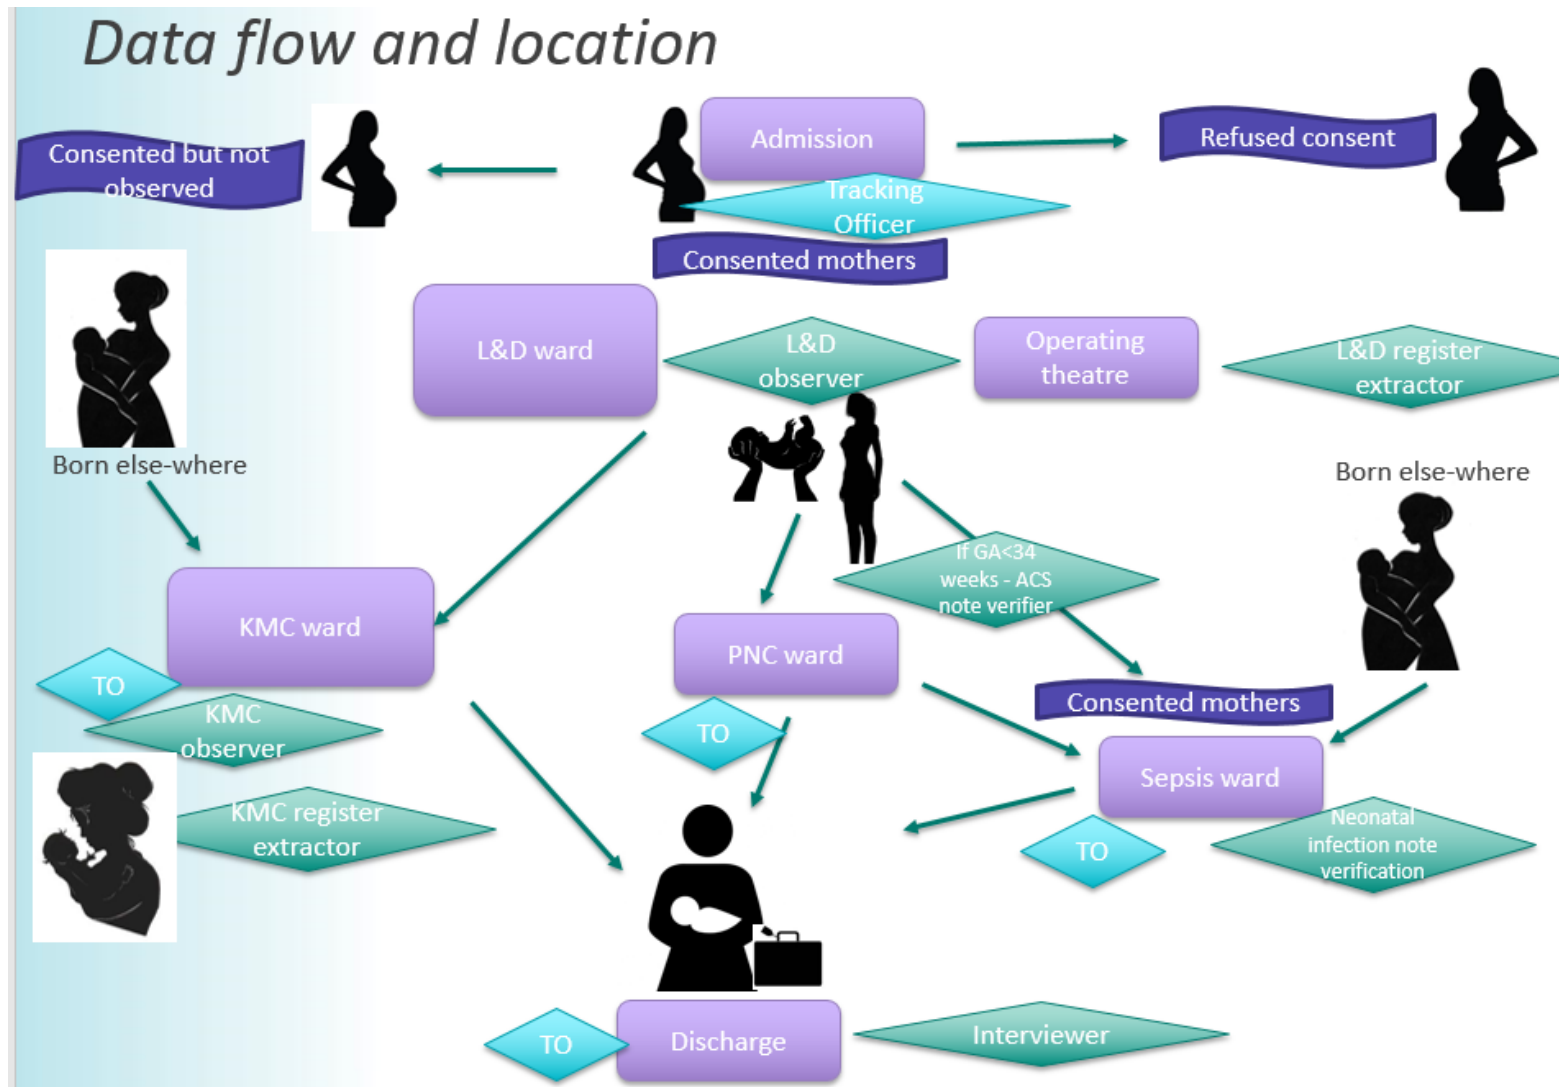 Data flow and location
Consented but not
observed
Admission
Refused consent
Tracking
Officer
Consented mothers
L&D ward
L&D
observer
Operating
theatre
L&D register
extractor
Born else-where
Born else-where
If GA<34
weeks - ACS
note verifier
KMC ward
PNC ward
TO
KMC
observer
Consented mothers
TO
Sepsis ward
KMC register
extractor
TO
Neonatal
infection note
verification
TO
Discharge
Interviewer